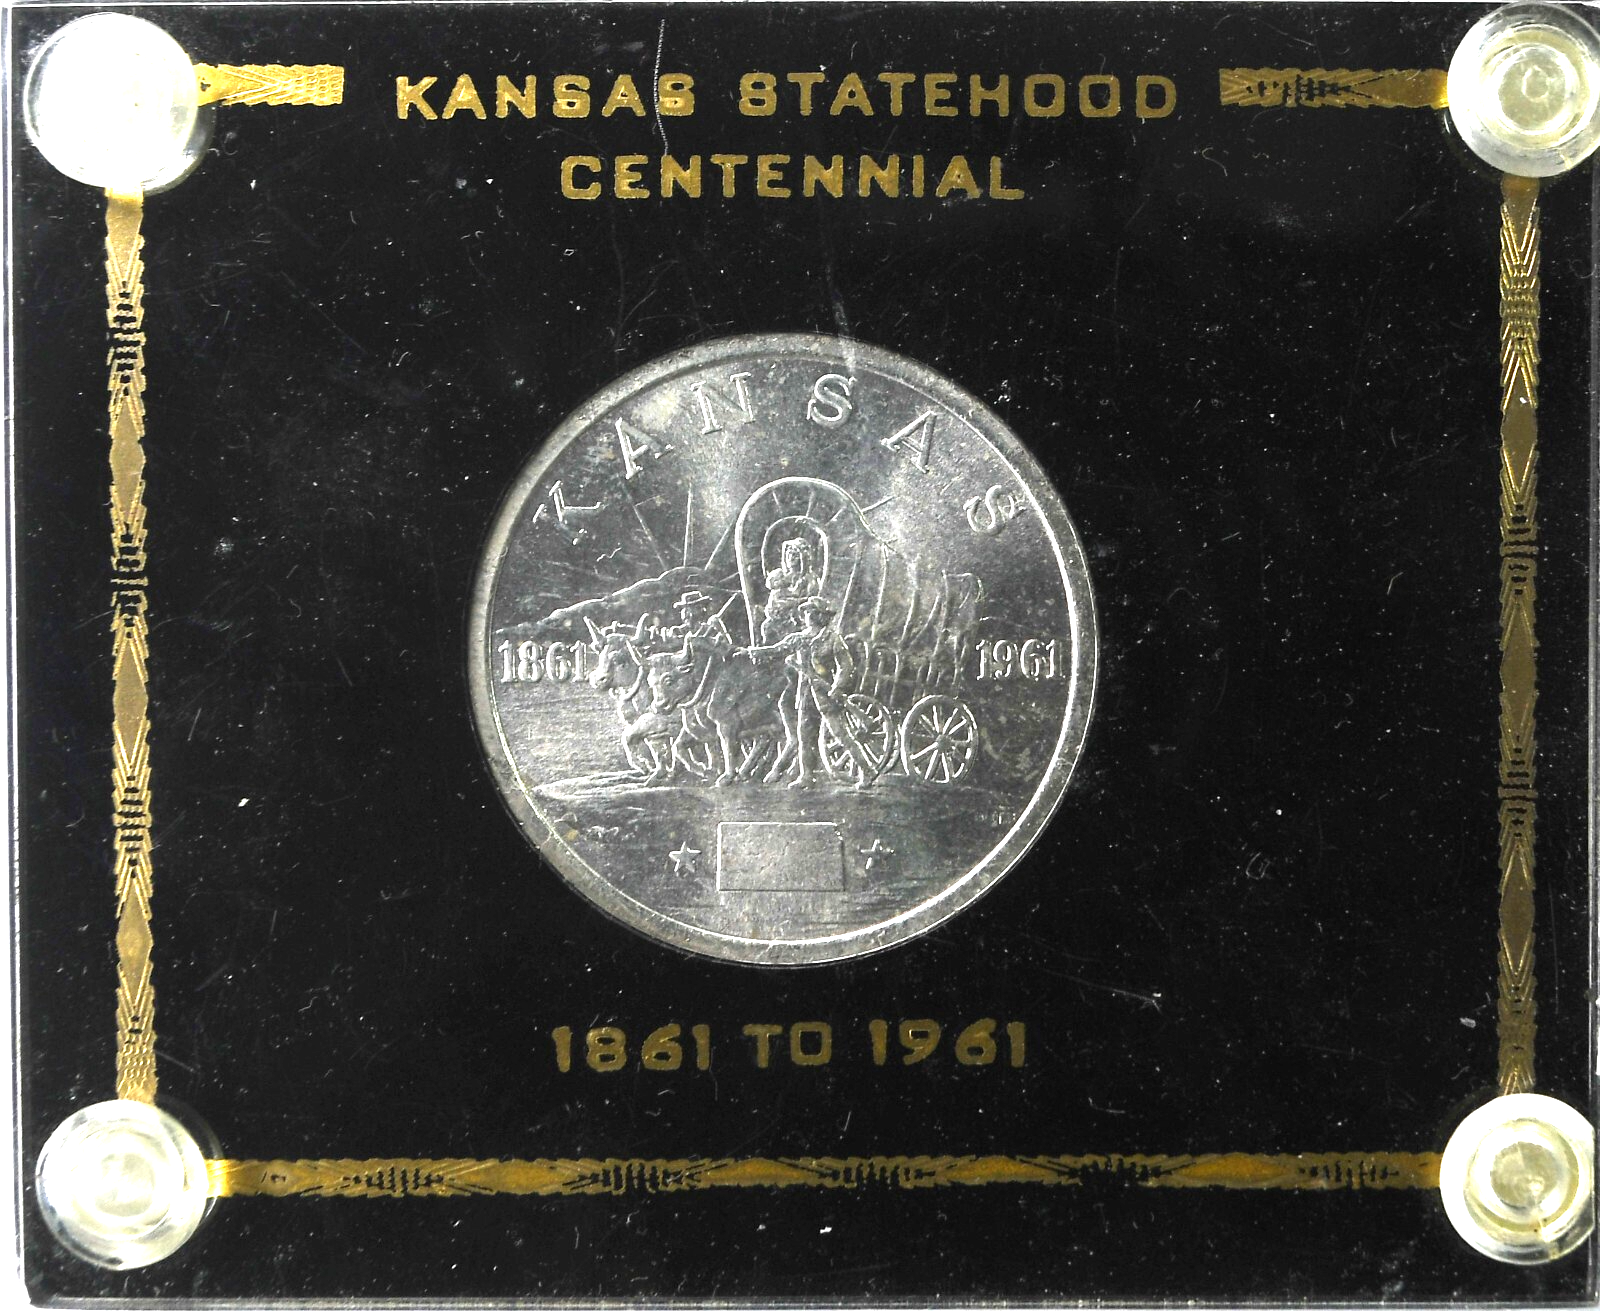 KANSAS STATEHOOD
CENTENNIAL
KANSAS
1861 1961
1861 TO 1961